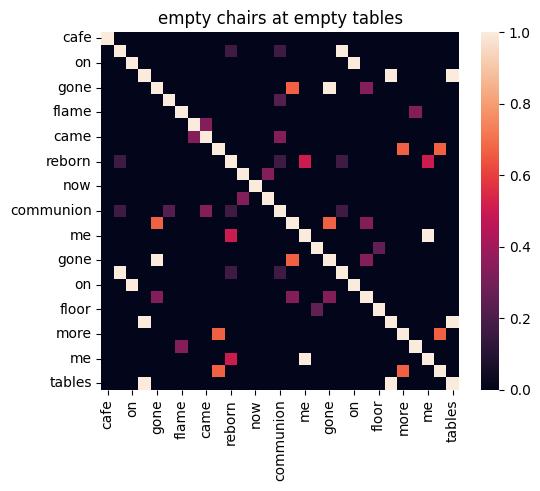 empty chairs at empty tables
cafe
on
gone
flame
came
reborn
now
communion
me
gone
on
floor
more
me
tables
1.0
0.8
0.6
0.4
0.2
0.0
cafe
on
gone
flame
came
reborn
now
communion
me
gone
on
floor
more
me
tables